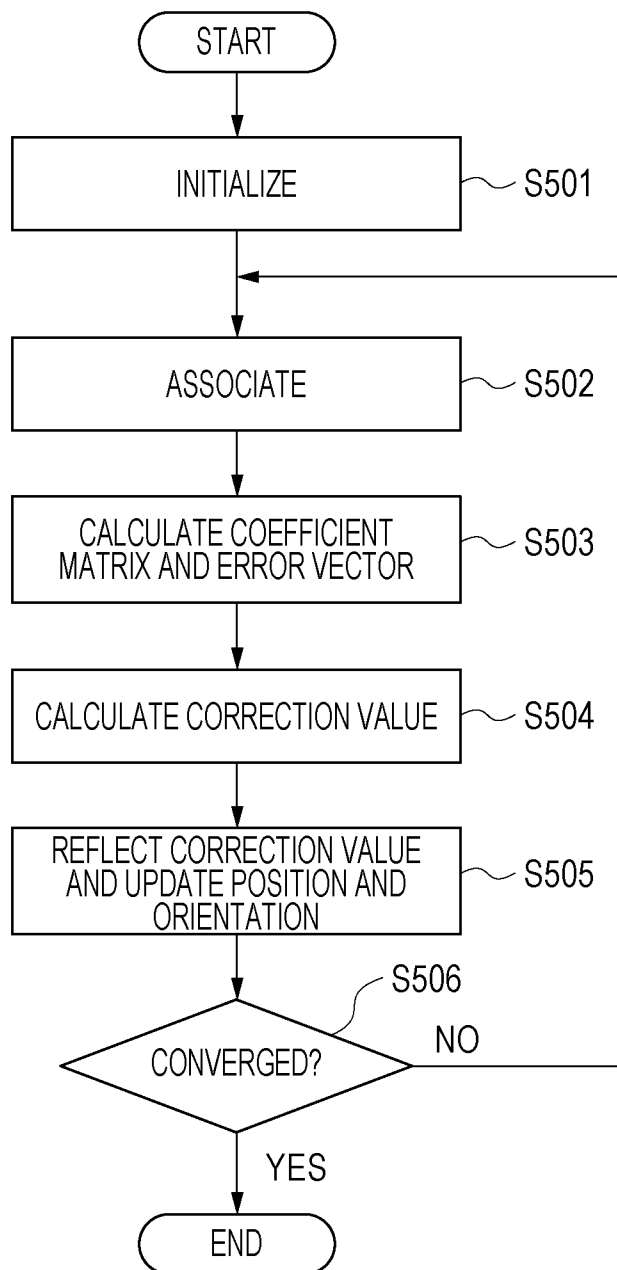 START
INITIALIZE
S501
ASSOCIATE
S502
CALCULATE COEFFICIENT
MATRIX AND ERROR VECTOR
S503
CALCULATE CORRECTION VALUE
S504
REFLECT CORRECTION VALUE
AND UPDATE POSITION AND
ORIENTATION
S505
S506
CONVERGED?
NO
YES
END